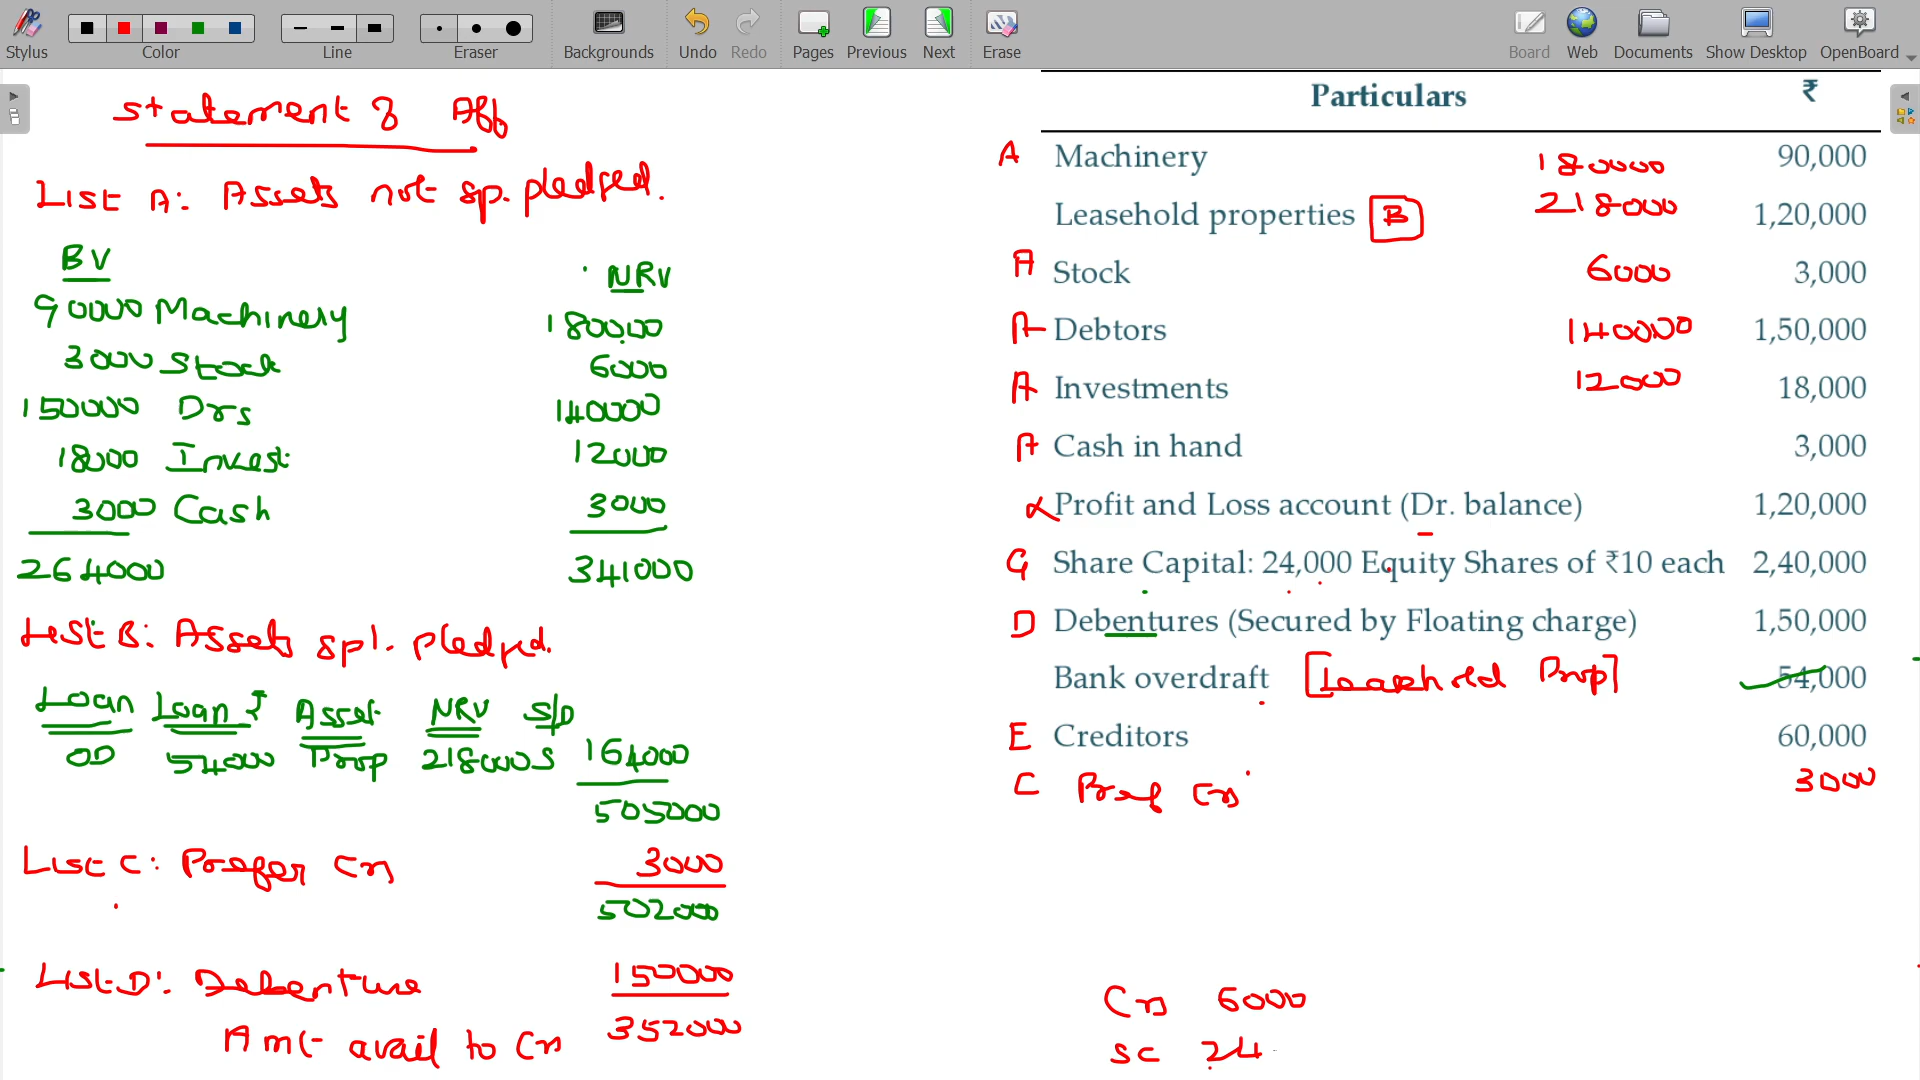 Stylus Color Line Eraser Backgrounds Undo Redo Pages Previous Next Erase Board Web Documents Show Desktop OpenBoard
Statement of Aff
List A: Assets not sp. pledged.
BV NRV
90000 Machinery 180000
3000 Stock 6000
150000 Drs 140000
18000 Invest 12000
3000 Cash 3000
264000 341000
List B: Assets spl. pledged.
Loan Loan ₹ Asset NRV S/D
OD 54000 Prop 218000 S 164000
505000
List C: Prefer Crs 3000
502000
List D: Debenture 150000
Amt avail to Crs 352000
Particulars ₹
A Machinery 180000 90,000
Leasehold properties B 218000 1,20,000
A Stock 6000 3,000
A Debtors 140000 1,50,000
A Investments 12000 18,000
A Cash in hand 3,000
x Profit and Loss account (Dr. balance) 1,20,000
G Share Capital: 24,000 Equity Shares of ₹10 each 2,40,000
D Debentures (Secured by Floating charge) 1,50,000
Bank overdraft [Leasehold Prop] 54,000
E Creditors 60,000
C Pref Crs 3000
Crs 6000
SC 24